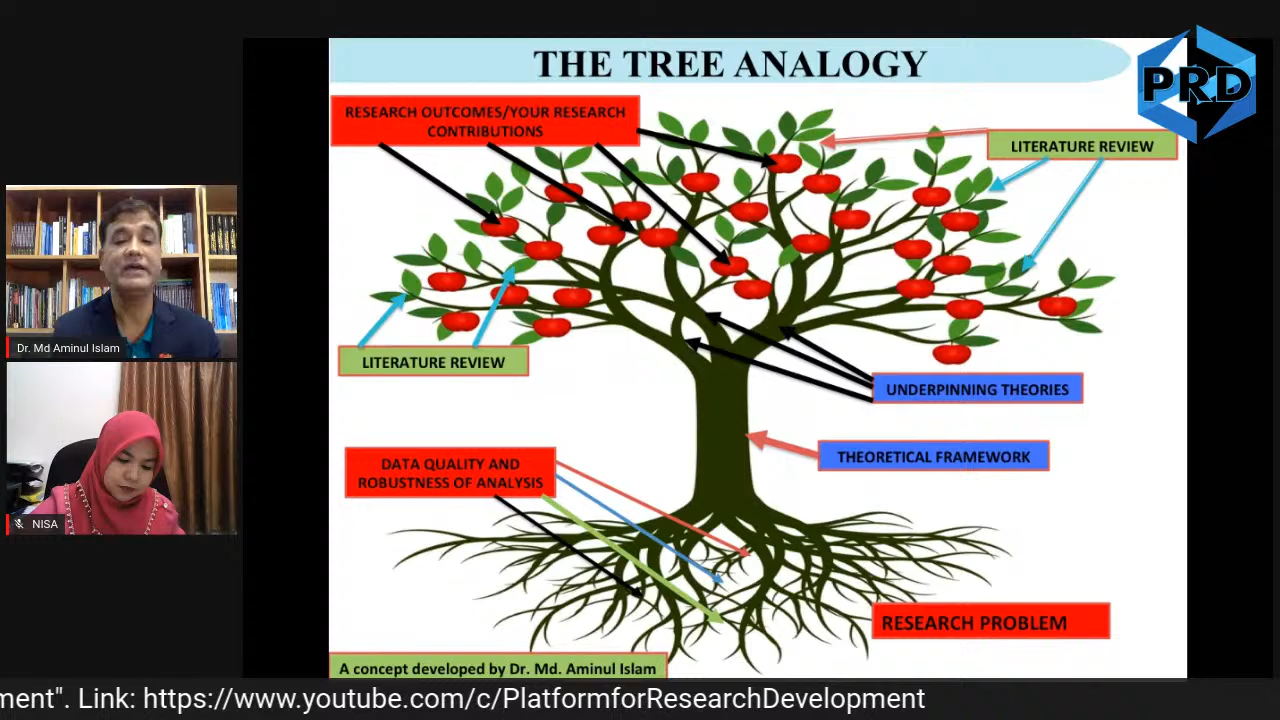 THE TREE ANALOGY
PRD
RESEARCH OUTCOMES/YOUR RESEARCH
CONTRIBUTIONS
LITERATURE REVIEW
Dr. Md Aminul Islam
LITERATURE REVIEW
UNDERPINNING THEORIES
THEORETICAL FRAMEWORK
DATA QUALITY AND
ROBUSTNESS OF ANALYSIS
NISA
RESEARCH PROBLEM
A concept developed by Dr. Md. Aminul Islam
ment". Link: https://www.youtube.com/c/PlatformforResearchDevelopment